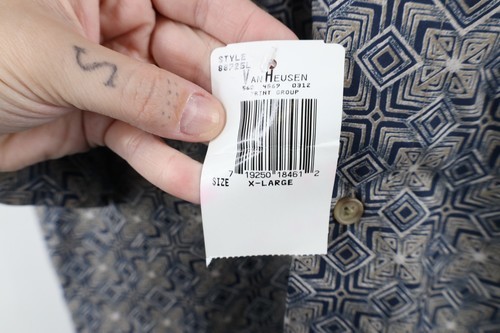 STYLE
VAN HEUSEN
PRINT GROUP
7 19250 18461 2
SIZE X-LARGE